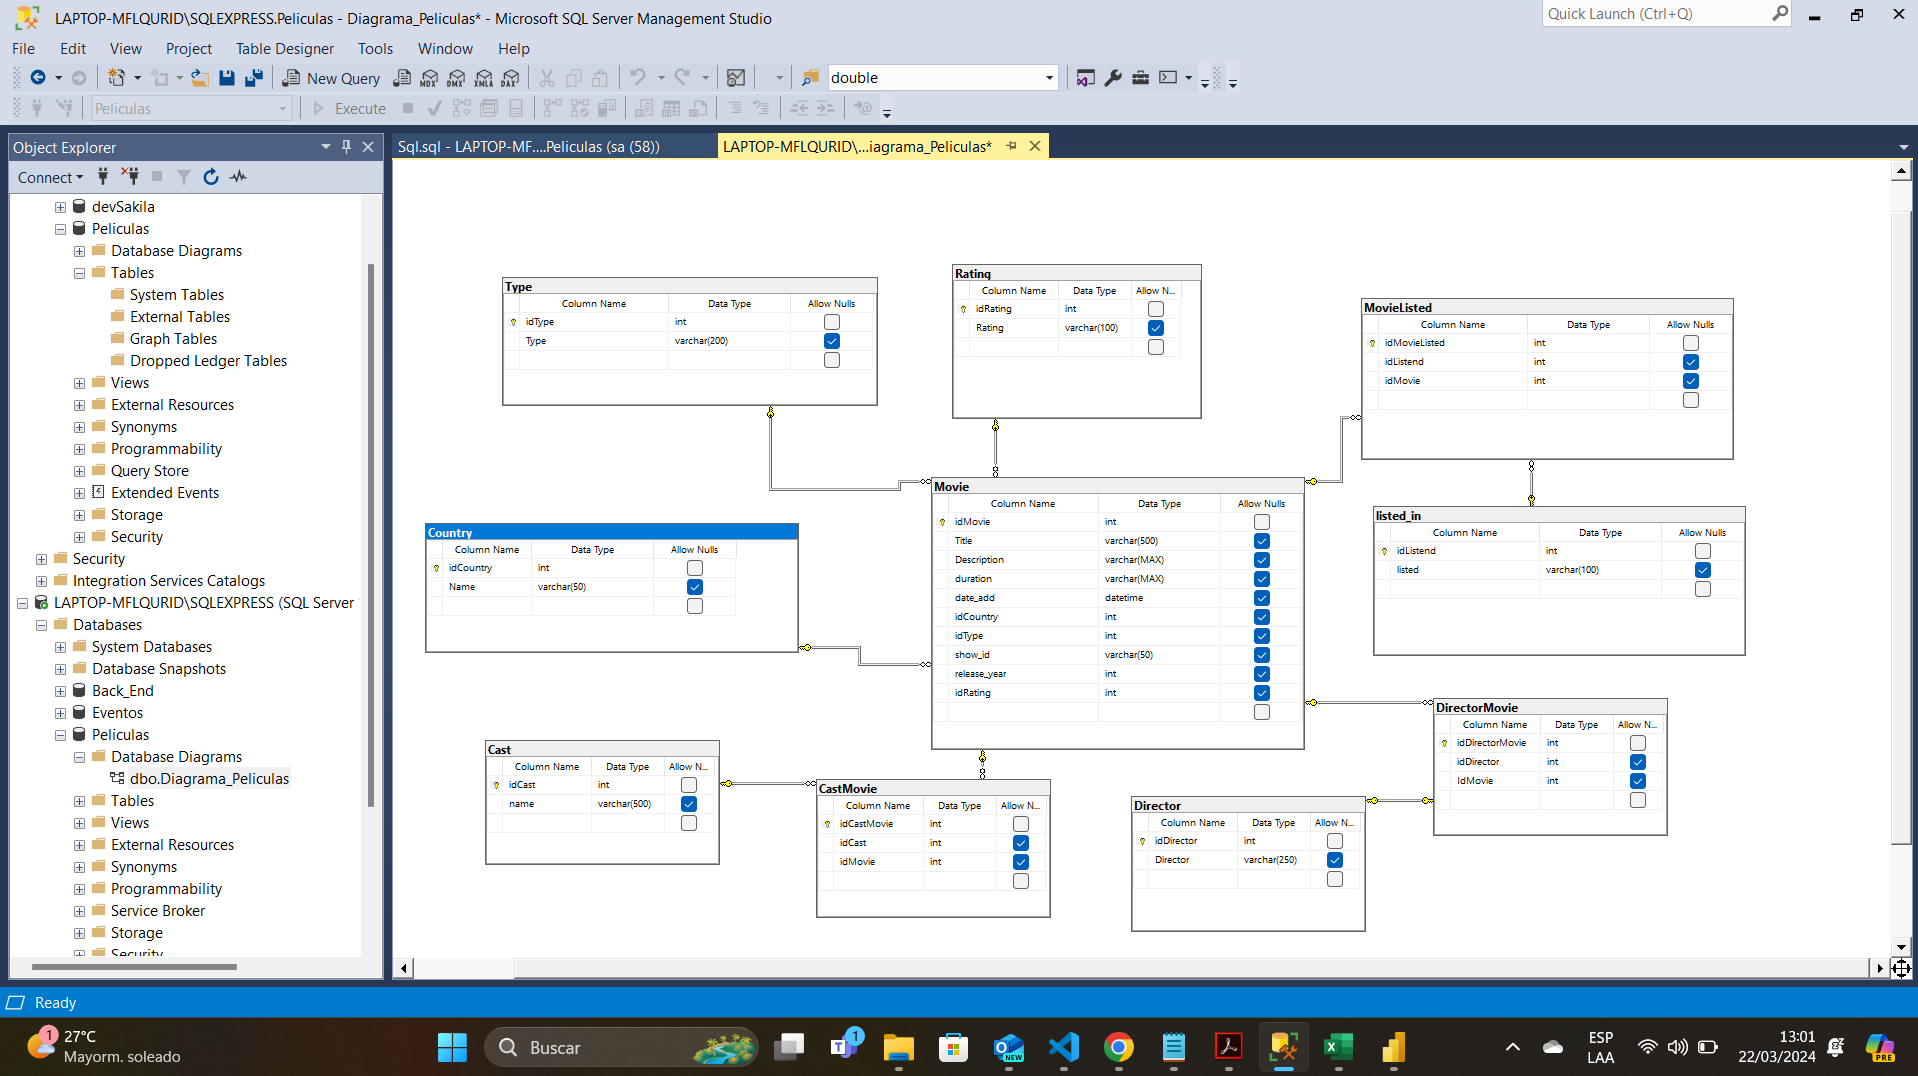 LAPTOP-MFLQURID\SQLEXPRESS.Peliculas - Diagrama_Peliculas* - Microsoft SQL Server Management Studio
Quick Launch (Ctrl+Q)
File Edit View Project Table Designer Tools Window Help
New Query MDX DMX XMLA DAX double
Peliculas Execute
Object Explorer
Connect
devSakila
Peliculas
Database Diagrams
Tables
System Tables
External Tables
Graph Tables
Dropped Ledger Tables
Views
External Resources
Synonyms
Programmability
Query Store
Extended Events
Storage
Security
Security
Integration Services Catalogs
LAPTOP-MFLQURID\SQLEXPRESS (SQL Server
Databases
System Databases
Database Snapshots
Back_End
Eventos
Peliculas
Database Diagrams
dbo.Diagrama_Peliculas
Tables
Views
External Resources
Synonyms
Programmability
Service Broker
Storage
Security
Sql.sql - LAPTOP-MF....Peliculas (sa (58))
LAPTOP-MFLQURID\...iagrama_Peliculas*
Type
Column Name Data Type Allow Nulls
idType int
Type varchar(200)
Rating
Column Name Data Type Allow N...
idRating int
Rating varchar(100)
MovieListed
Column Name Data Type Allow Nulls
idMovieListed int
idListend int
idMovie int
Country
Column Name Data Type Allow Nulls
idCountry int
Name varchar(50)
Movie
Column Name Data Type Allow Nulls
idMovie int
Title varchar(500)
Description varchar(MAX)
duration varchar(MAX)
date_add datetime
idCountry int
idType int
show_id varchar(50)
release_year int
idRating int
listed_in
Column Name Data Type Allow Nulls
idListend int
listed varchar(100)
Cast
Column Name Data Type Allow N...
idCast int
name varchar(500)
CastMovie
Column Name Data Type Allow N...
idCastMovie int
idCast int
idMovie int
Director
Column Name Data Type Allow N...
idDirector int
Director varchar(250)
DirectorMovie
Column Name Data Type Allow N...
idDirectorMovie int
idDirector int
IdMovie int
Ready
1
27°C
Mayorm. soleado
Buscar
1
NEW
ESP
LAA
13:01
22/03/2024
PRE